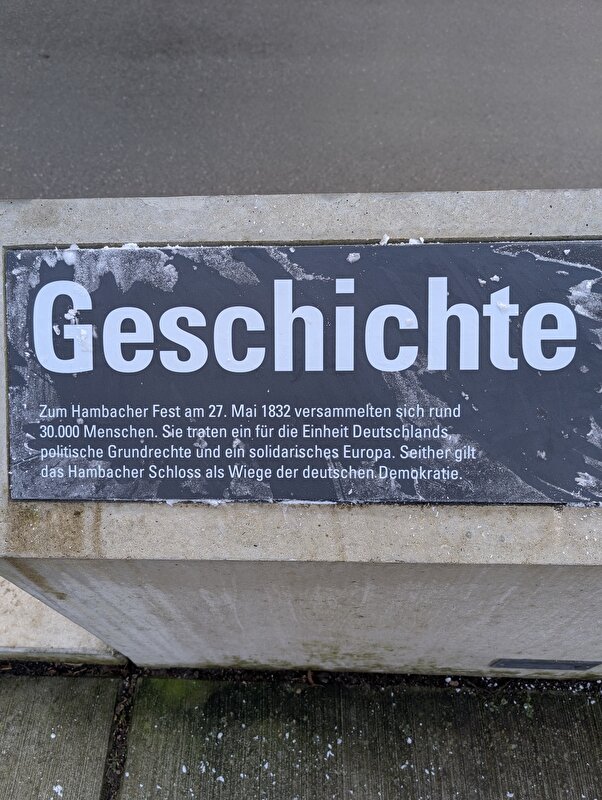 Geschichte
Zum Hambacher Fest am 27. Mai 1832 versammelten sich rund
30.000 Menschen. Sie traten ein für die Einheit Deutschlands,
politische Grundrechte und ein solidarisches Europa. Seither gilt
das Hambacher Schloss als Wiege der deutschen Demokratie.